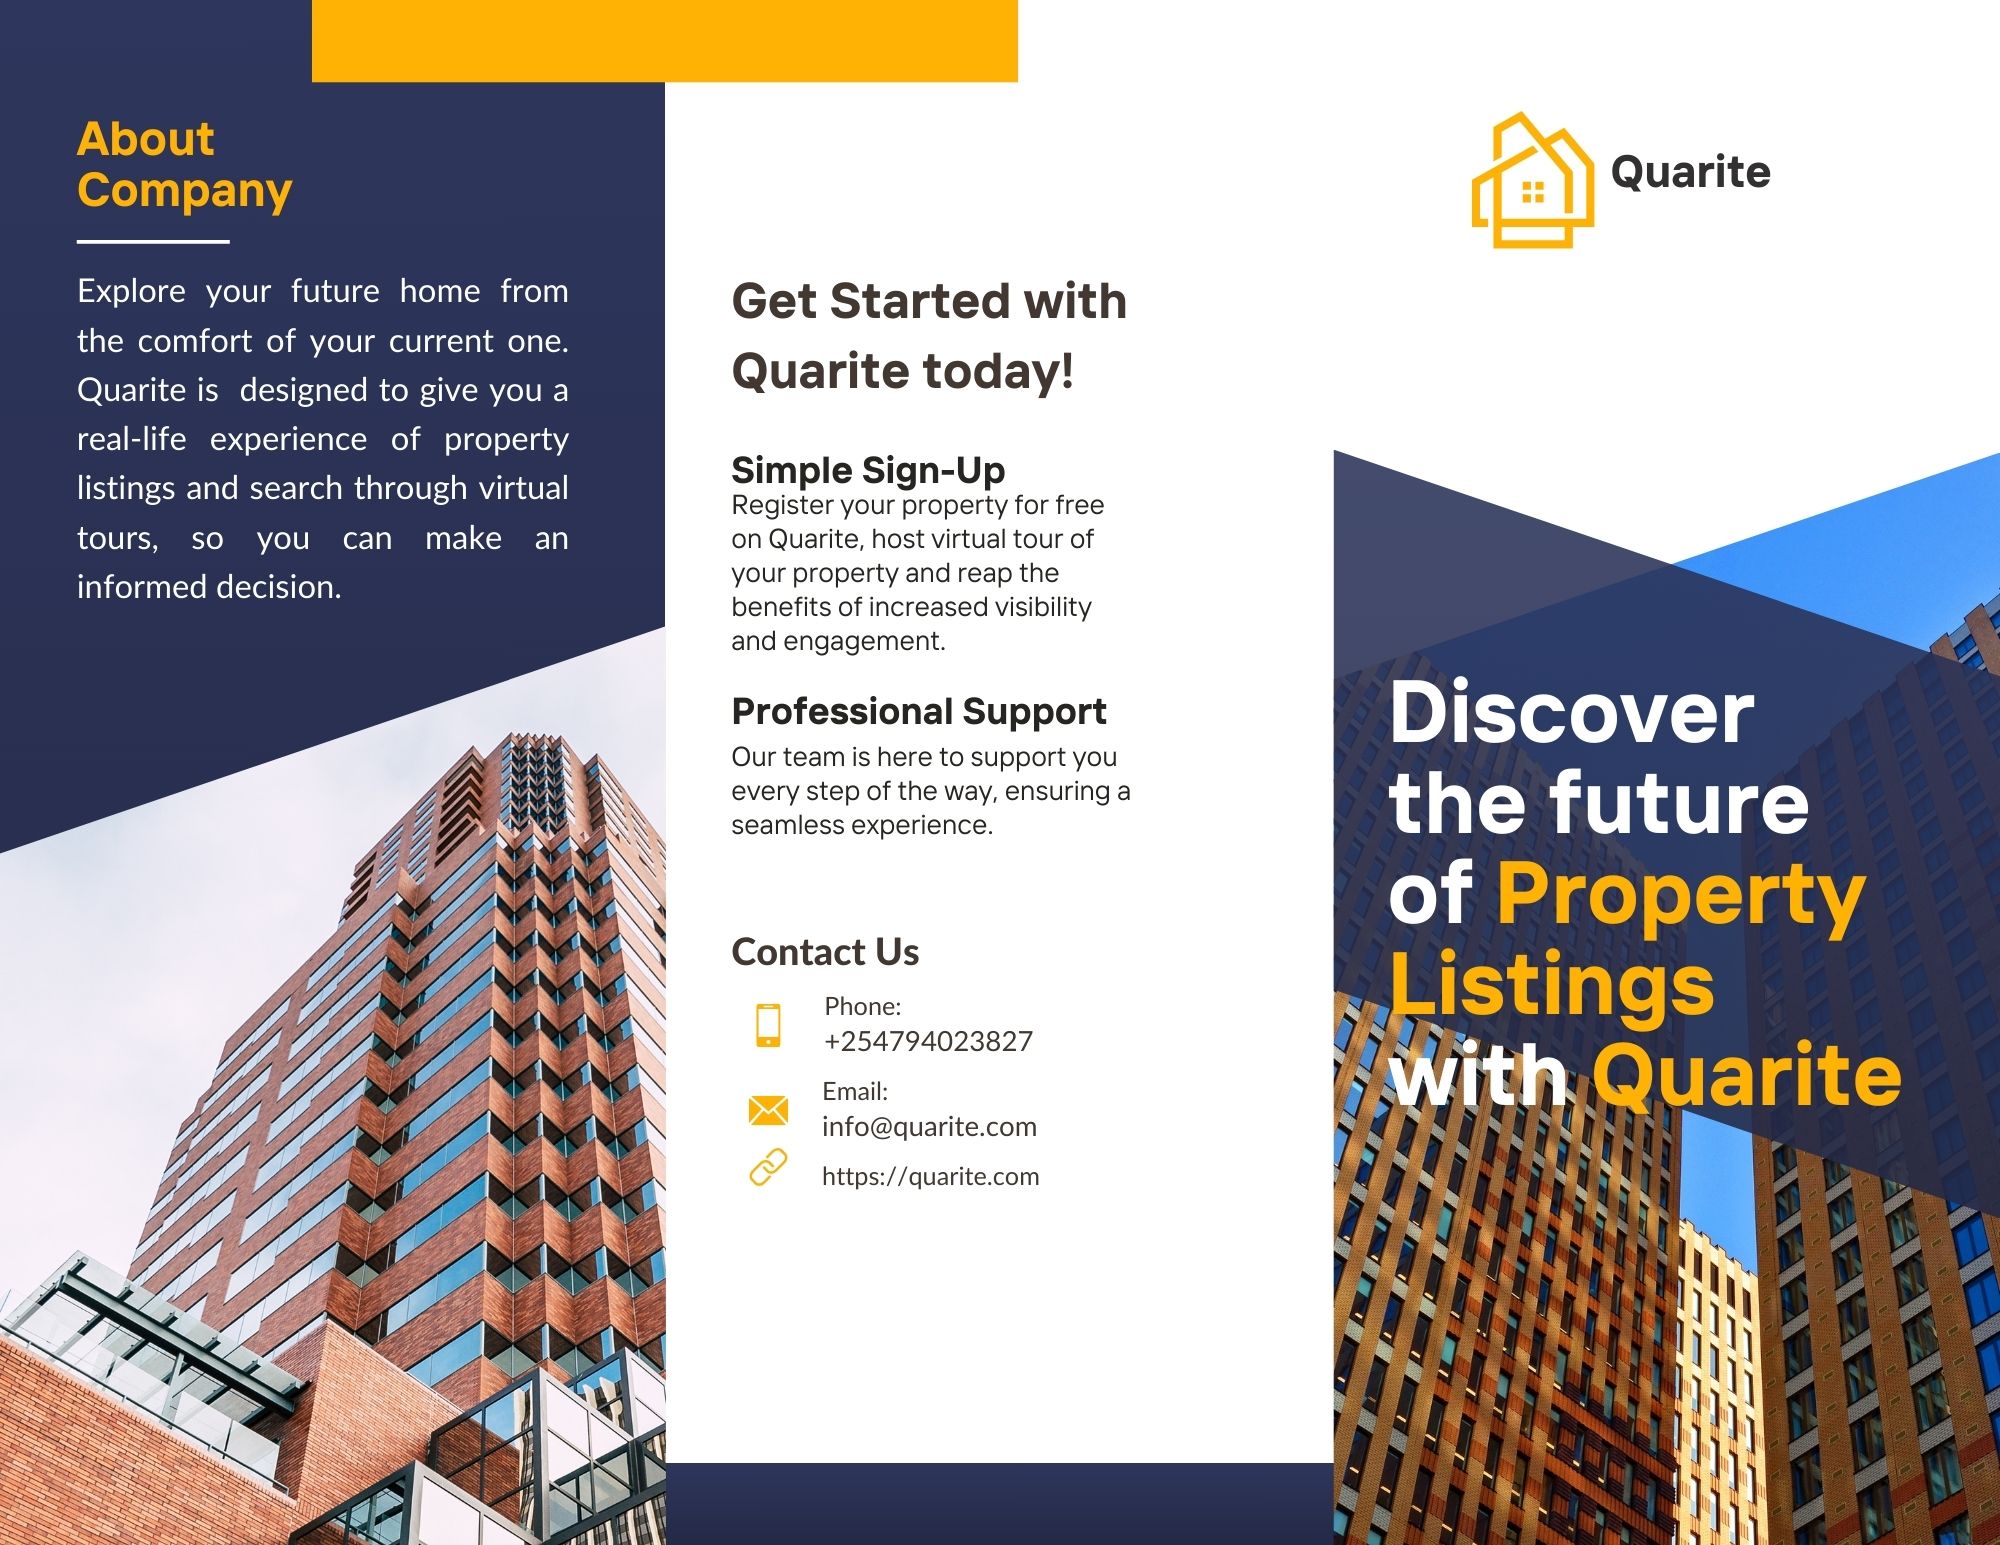 About
Company
Explore your future home from
the comfort of your current one.
Quarite is  designed to give you a
real-life experience of property
listings and search through virtual
tours, so you can make an
informed decision.
Get Started with
Quarite today!
Simple Sign-Up
Register your property for free
on Quarite, host virtual tour of
your property and reap the
benefits of increased visibility
and engagement.
Professional Support
Our team is here to support you
every step of the way, ensuring a
seamless experience.
Contact Us
Phone:
+254794023827
Email:
info@quarite.com
https://quarite.com
Quarite
Discover
the future
of Property
Listings
with Quarite